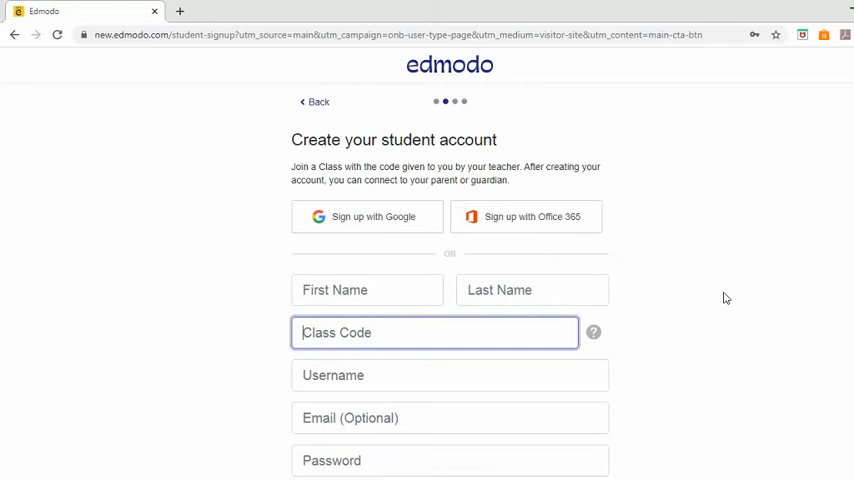 Edmodo
new.edmodo.com/student-signup?utm_source=main&utm_campaign=onb-user-type-page&utm_medium=visitor-site&utm_content=main-cta-btn
edmodo
Back
Create your student account
Join a Class with the code given to you by your teacher. After creating your
account, you can connect to your parent or guardian.
Sign up with Google
Sign up with Office 365
OR
First Name
Last Name
Class Code
?
Username
Email (Optional)
Password